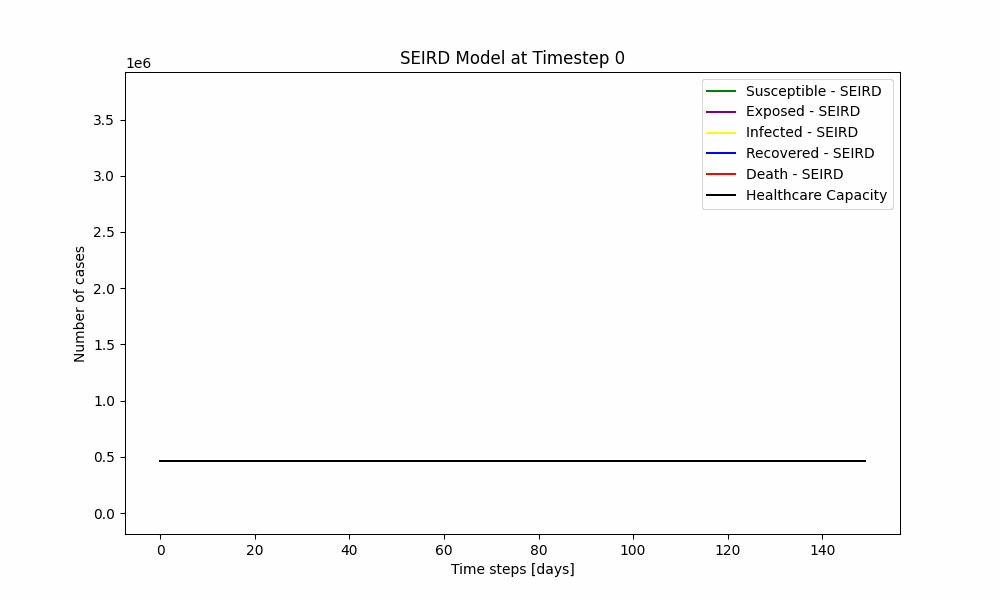 SEIRD Model at Timestep 0
1e6
Susceptible - SEIRD
Exposed - SEIRD
Infected - SEIRD
Recovered - SEIRD
Death - SEIRD
Healthcare Capacity
3.5
3.0
2.5
2.0
1.5
1.0
0.5
0.0
Number of cases
0 20 40 60 80 100 120 140
Time steps [days]